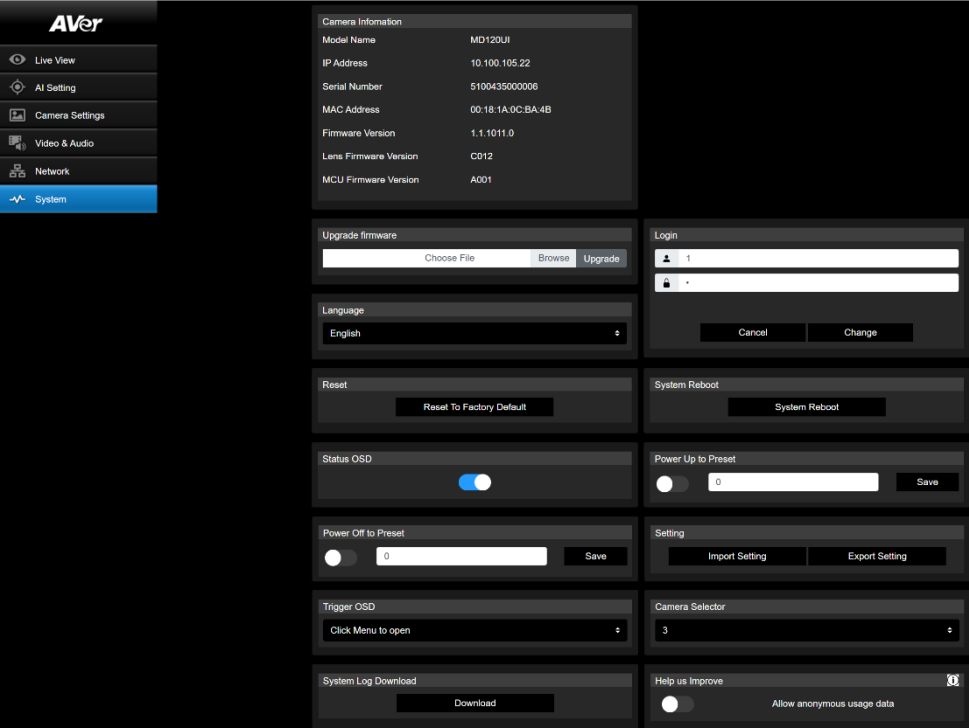 AVer
Live View
AI Setting
Camera Settings
Video & Audio
Network
System
Camera Infomation
Model Name MD120UI
IP Address 10.100.105.22
Serial Number 5100435000006
MAC Address 00:18:1A:0C:BA:4B
Firmware Version 1.1.1011.0
Lens Firmware Version C012
MCU Firmware Version A001
Upgrade firmware
Choose File Browse Upgrade
Login
1
•
Cancel Change
Language
English
Reset
Reset To Factory Default
System Reboot
System Reboot
Status OSD
Power Up to Preset
0 Save
Power Off to Preset
0 Save
Setting
Import Setting Export Setting
Trigger OSD
Click Menu to open
Camera Selector
3
System Log Download
Download
Help us Improve
Allow anonymous usage data